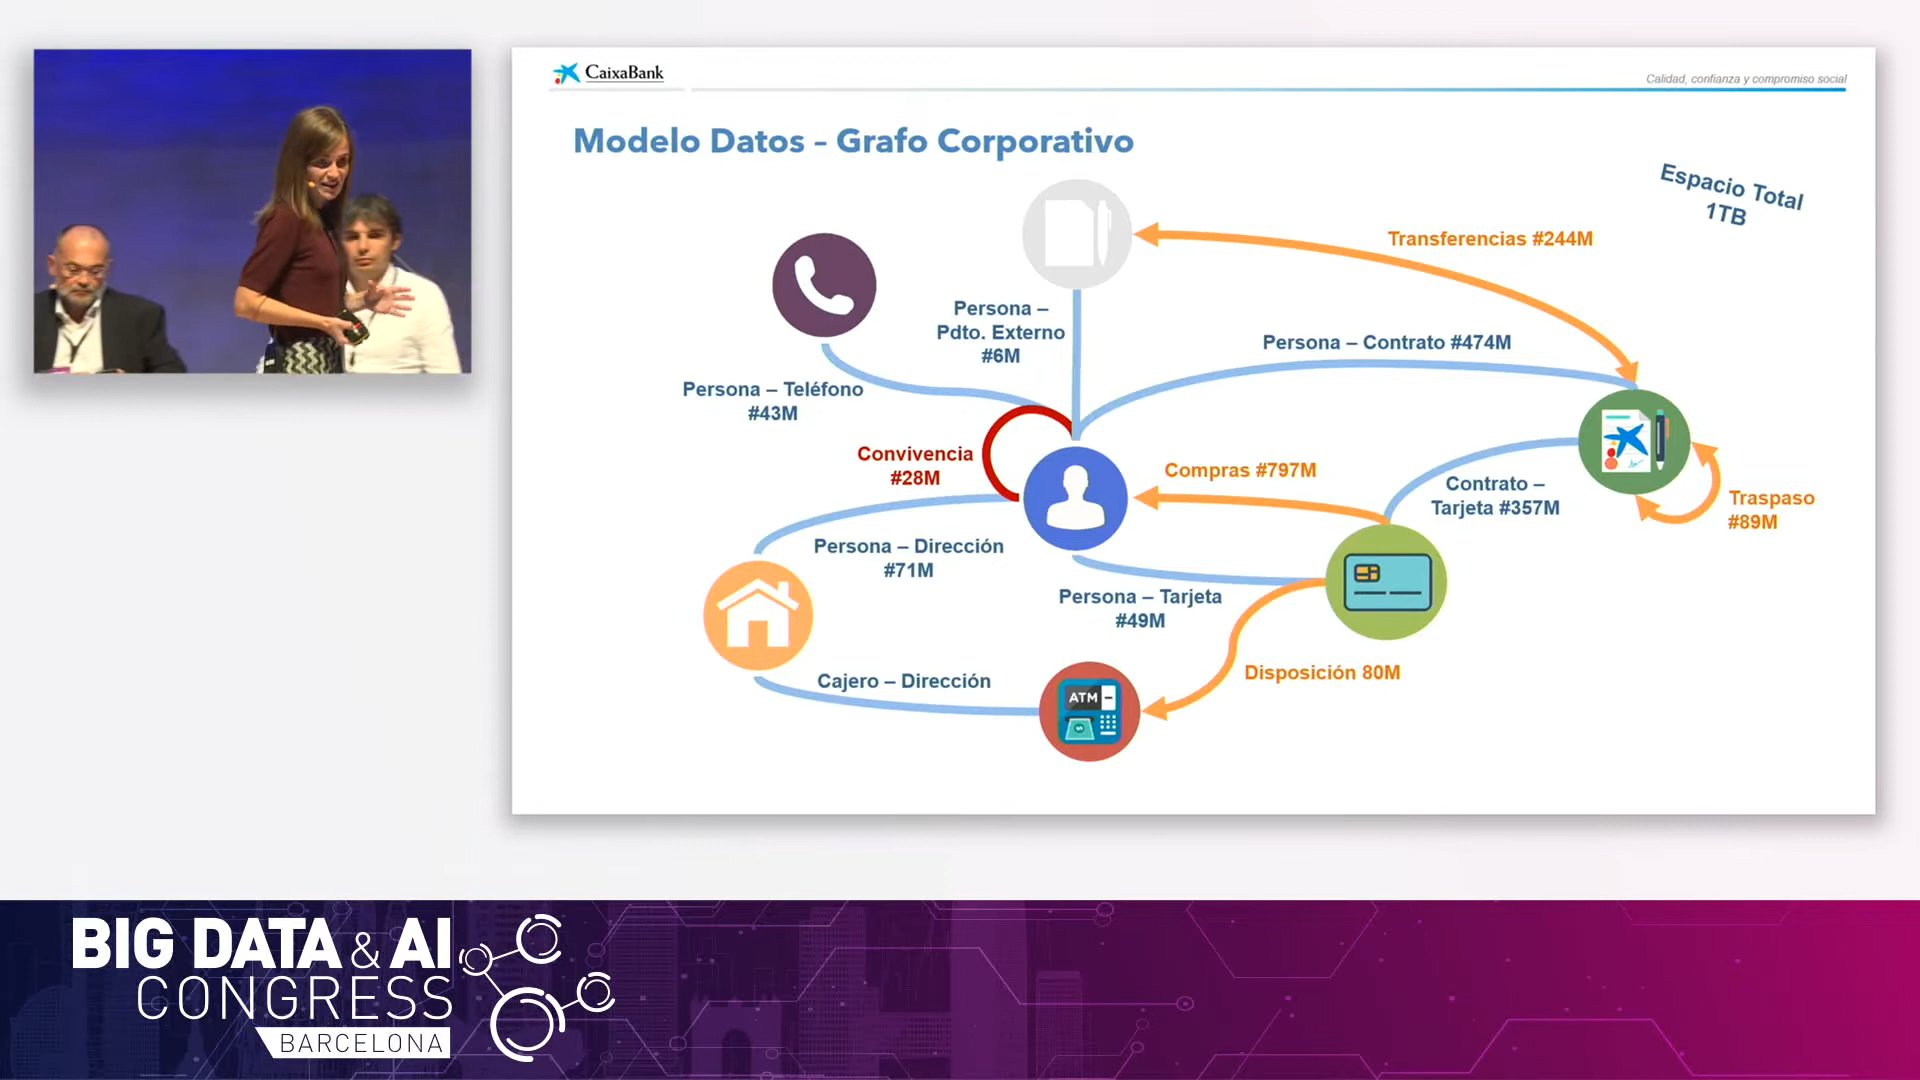 CaixaBank
Calidad, confianza y compromiso social
Modelo Datos – Grafo Corporativo
Espacio Total
1TB
Transferencias #244M
Persona –
Pdto. Externo
#6M
Persona – Contrato #474M
Persona – Teléfono
#43M
Convivencia
#28M
Compras #797M
Contrato –
Tarjeta #357M
Traspaso
#89M
Persona – Dirección
#71M
Persona – Tarjeta
#49M
Disposición 80M
Cajero – Dirección
ATM
BIG DATA & AI
CONGRESS
BARCELONA